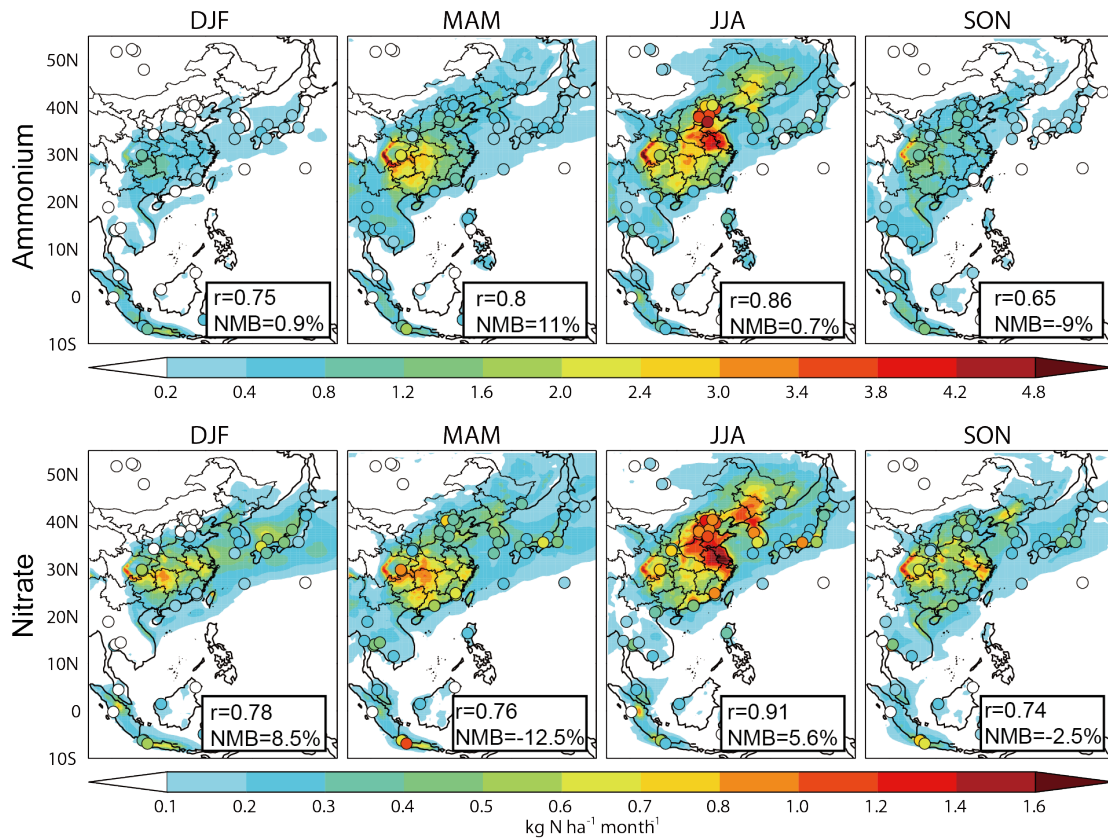 DJF MAM JJA SON
Ammonium
50N
40N
30N
20N
10N
0
10S
r=0.75
NMB=0.9%
r=0.8
NMB=11%
r=0.86
NMB=0.7%
r=0.65
NMB=-9%
0.2 0.4 0.8 1.2 1.6 2.0 2.4 3.0 3.4 3.8 4.2 4.8
DJF MAM JJA SON
Nitrate
50N
40N
30N
20N
10N
0
10S
r=0.78
NMB=8.5%
r=0.76
NMB=-12.5%
r=0.91
NMB=5.6%
r=0.74
NMB=-2.5%
0.1 0.2 0.3 0.4 0.5 0.6 0.7 0.8 1.0 1.2 1.4 1.6
kg N ha⁻¹ month¹